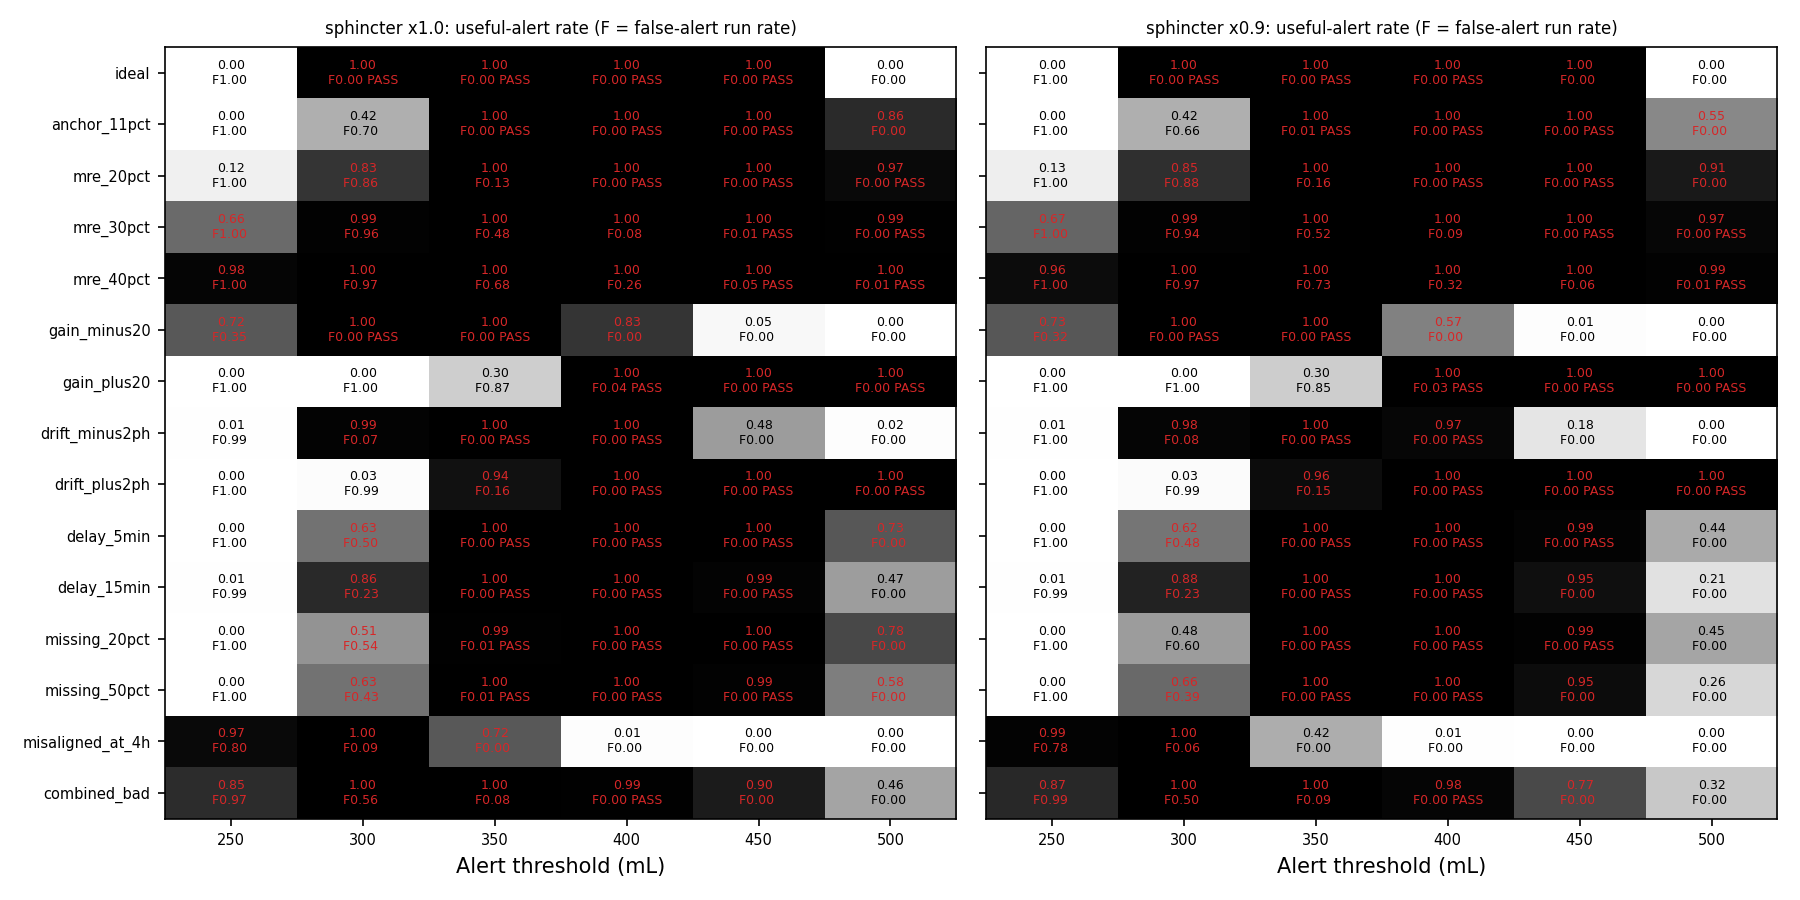 sphincter x1.0: useful-alert rate (F = false-alert run rate)
sphincter x0.9: useful-alert rate (F = false-alert run rate)
ideal
0.00 1.00 1.00 1.00 1.00 0.00
F1.00 F0.00 PASS F0.00 PASS F0.00 PASS F0.00 PASS F0.00
0.00 1.00 1.00 1.00 1.00 0.00
F1.00 F0.00 PASS F0.00 PASS F0.00 PASS F0.00 F0.00
anchor_11pct
0.00 0.42 1.00 1.00 1.00 0.86
F1.00 F0.70 F0.00 PASS F0.00 PASS F0.00 PASS F0.00
0.00 0.42 1.00 1.00 1.00 0.55
F1.00 F0.66 F0.01 PASS F0.00 PASS F0.00 PASS F0.00
mre_20pct
0.12 0.83 1.00 1.00 1.00 0.97
F1.00 F0.86 F0.13 F0.00 PASS F0.00 PASS F0.00 PASS
0.13 0.85 1.00 1.00 1.00 0.91
F1.00 F0.88 F0.16 F0.00 PASS F0.00 PASS F0.00
mre_30pct
0.66 0.99 1.00 1.00 1.00 0.99
F1.00 F0.96 F0.48 F0.08 F0.01 PASS F0.00 PASS
0.67 0.99 1.00 1.00 1.00 0.97
F1.00 F0.94 F0.52 F0.09 F0.00 PASS F0.00 PASS
mre_40pct
0.98 1.00 1.00 1.00 1.00 1.00
F1.00 F0.97 F0.68 F0.26 F0.05 PASS F0.01 PASS
0.96 1.00 1.00 1.00 1.00 0.99
F1.00 F0.97 F0.73 F0.32 F0.06 F0.01 PASS
gain_minus20
1.00 1.00 0.83 0.05 0.00
F0.00 PASS F0.00 PASS F0.00 F0.00 F0.00
1.00 1.00 0.57 0.01 0.00
F0.00 PASS F0.00 PASS F0.00 F0.00 F0.00
gain_plus20
0.00 0.00 0.30 1.00 1.00 1.00
F1.00 F1.00 F0.87 F0.04 PASS F0.00 PASS F0.00 PASS
0.00 0.00 0.30 1.00 1.00 1.00
F1.00 F1.00 F0.85 F0.03 PASS F0.00 PASS F0.00 PASS
drift_minus2ph
0.01 0.99 1.00 1.00 0.48 0.02
F0.99 F0.07 F0.00 PASS F0.00 PASS F0.00 F0.00
0.01 0.98 1.00 0.97 0.18 0.00
F1.00 F0.08 F0.00 PASS F0.00 PASS F0.00 F0.00
drift_plus2ph
0.00 0.03 0.94 1.00 1.00 1.00
F1.00 F0.99 F0.16 F0.00 PASS F0.00 PASS F0.00 PASS
0.00 0.03 0.96 1.00 1.00 1.00
F1.00 F0.99 F0.15 F0.00 PASS F0.00 PASS F0.00 PASS
delay_5min
0.00 0.63 1.00 1.00 1.00
F1.00 F0.50 F0.00 PASS F0.00 PASS F0.00 PASS F0.00
0.00 0.62 1.00 1.00 0.99 0.44
F1.00 F0.48 F0.00 PASS F0.00 PASS F0.00 PASS F0.00
delay_15min
0.01 0.86 1.00 1.00 0.99 0.47
F0.99 F0.23 F0.00 PASS F0.00 PASS F0.00 PASS F0.00
0.01 0.88 1.00 1.00 0.95 0.21
F0.99 F0.23 F0.00 PASS F0.00 PASS F0.00 F0.00
missing_20pct
0.00 0.51 0.99 1.00 1.00 0.78
F1.00 F0.54 F0.01 PASS F0.00 PASS F0.00 PASS F0.00
0.00 0.48 1.00 1.00 0.99 0.45
F1.00 F0.60 F0.00 PASS F0.00 PASS F0.00 PASS F0.00
missing_50pct
0.00 0.63 1.00 1.00 0.99 0.58
F1.00 F0.43 F0.01 PASS F0.00 PASS F0.00 PASS F0.00
0.00 0.66 1.00 1.00 0.95 0.26
F1.00 F0.39 F0.00 PASS F0.00 PASS F0.00 F0.00
misaligned_at_4h
0.97 1.00 0.72 0.01 0.00 0.00
F0.80 F0.09 F0.00 F0.00 F0.00 F0.00
0.99 1.00 0.42 0.01 0.00 0.00
F0.78 F0.06 F0.00 F0.00 F0.00 F0.00
combined_bad
0.85 1.00 1.00 0.99 0.90 0.46
F0.97 F0.56 F0.08 F0.00 PASS F0.00 F0.00
0.87 1.00 1.00 0.98 0.77 0.32
F0.99 F0.50 F0.09 F0.00 PASS F0.00 F0.00
250 300 350 400 450 500
250 300 350 400 450 500
Alert threshold (mL)
Alert threshold (mL)